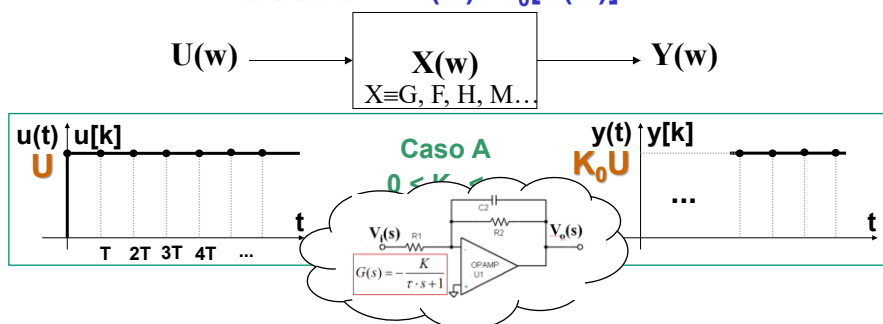 U(w)
X(w)
X≡G, F, H, M…
Y(w)
u(t) u[k]
U
t
T 2T 3T 4T ...
Caso A
V_i(s)
R1
C2
R2
V_o(s)
OPAMP
U1
-
+
G(s) = - K / (τ · s + 1)
y(t) y[k]
K₀U
...
t